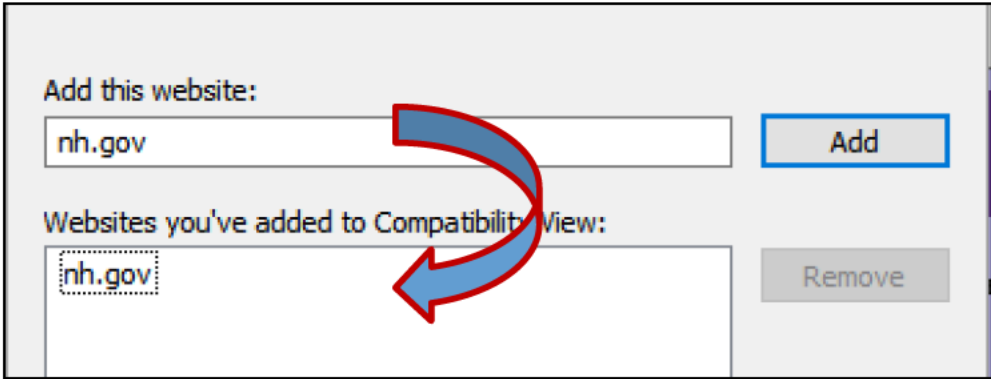 Add this website:
nh.gov
Add
Websites you've added to Compatibility View:
nh.gov
Remove